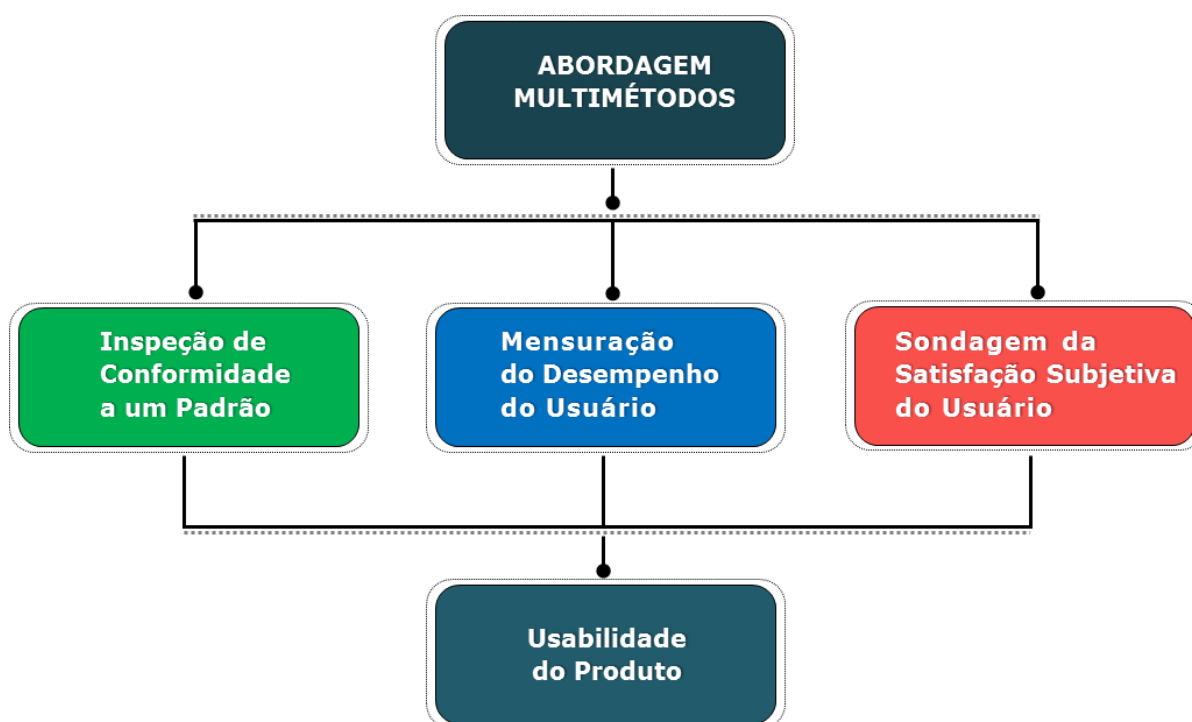 ABORDAGEM
MULTIMÉTODOS
Inspeção de
Conformidade
a um Padrão
Mensuração
do Desempenho
do Usuário
Sondagem da
Satisfação Subjetiva
do Usuário
Usabilidade
do Produto